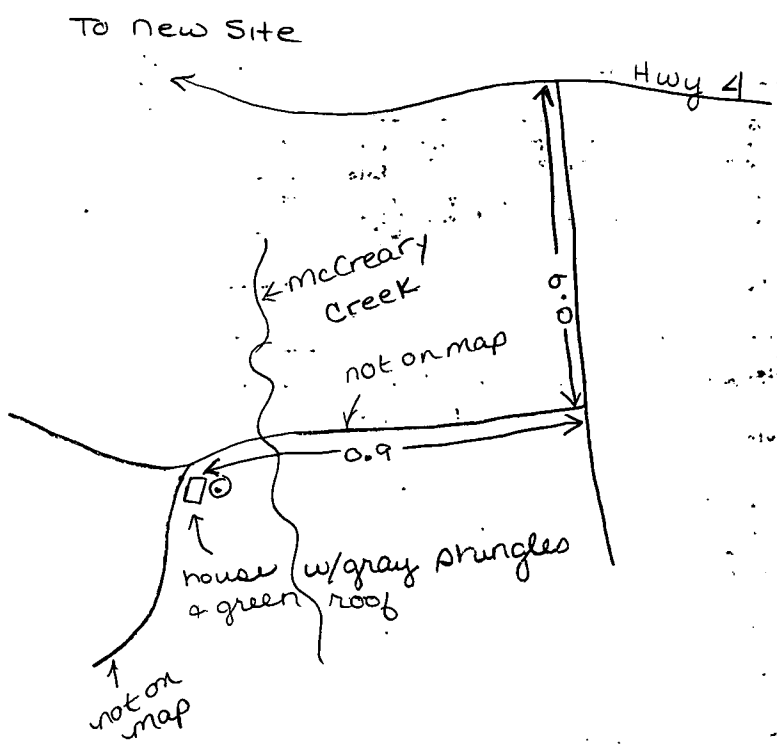 To new Site
Hwy 4
McCreary
Creek
0.9
not on map
0.9
house w/gray shingles
& green roof
not on
map